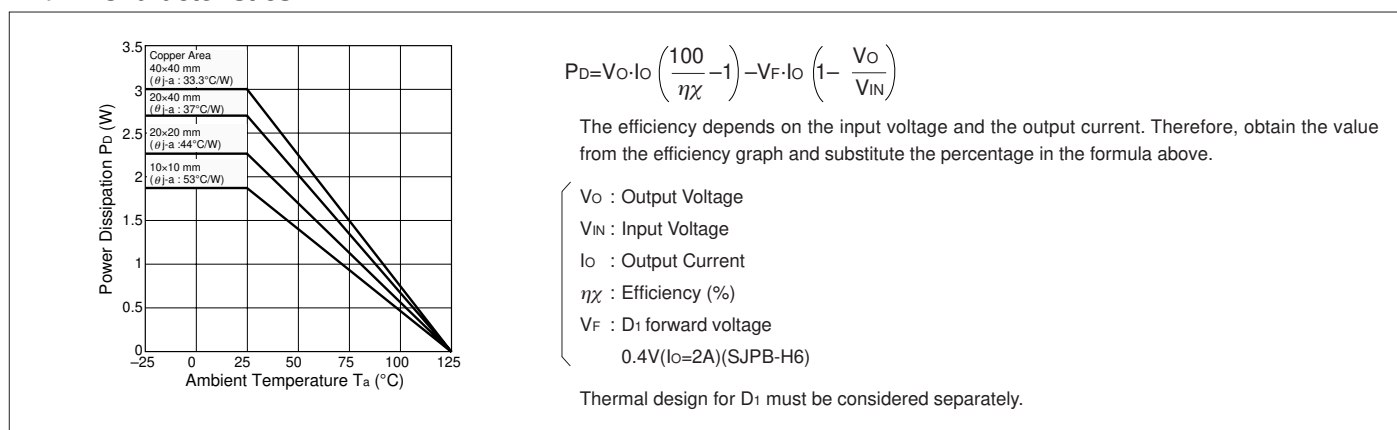 3.5
Copper Area
40×40 mm
(θj-a : 33.3°C/W)
3
20×40 mm
(θj-a : 37°C/W)
2.5
20×20 mm
(θj-a :44°C/W)
2
10×10 mm
(θj-a : 53°C/W)
1.5
1
0.5
0
Power Dissipation PD (W)
–25 0 25 50 75 100 125
Ambient Temperature Ta (°C)
PD=VO·IO (100/ηχ –1) –VF·IO (1– VO/VIN)
The efficiency depends on the input voltage and the output current. Therefore, obtain the value
from the efficiency graph and substitute the percentage in the formula above.
VO : Output Voltage
VIN : Input Voltage
IO : Output Current
ηχ : Efficiency (%)
VF : D1 forward voltage
0.4V(IO=2A)(SJPB-H6)
Thermal design for D1 must be considered separately.